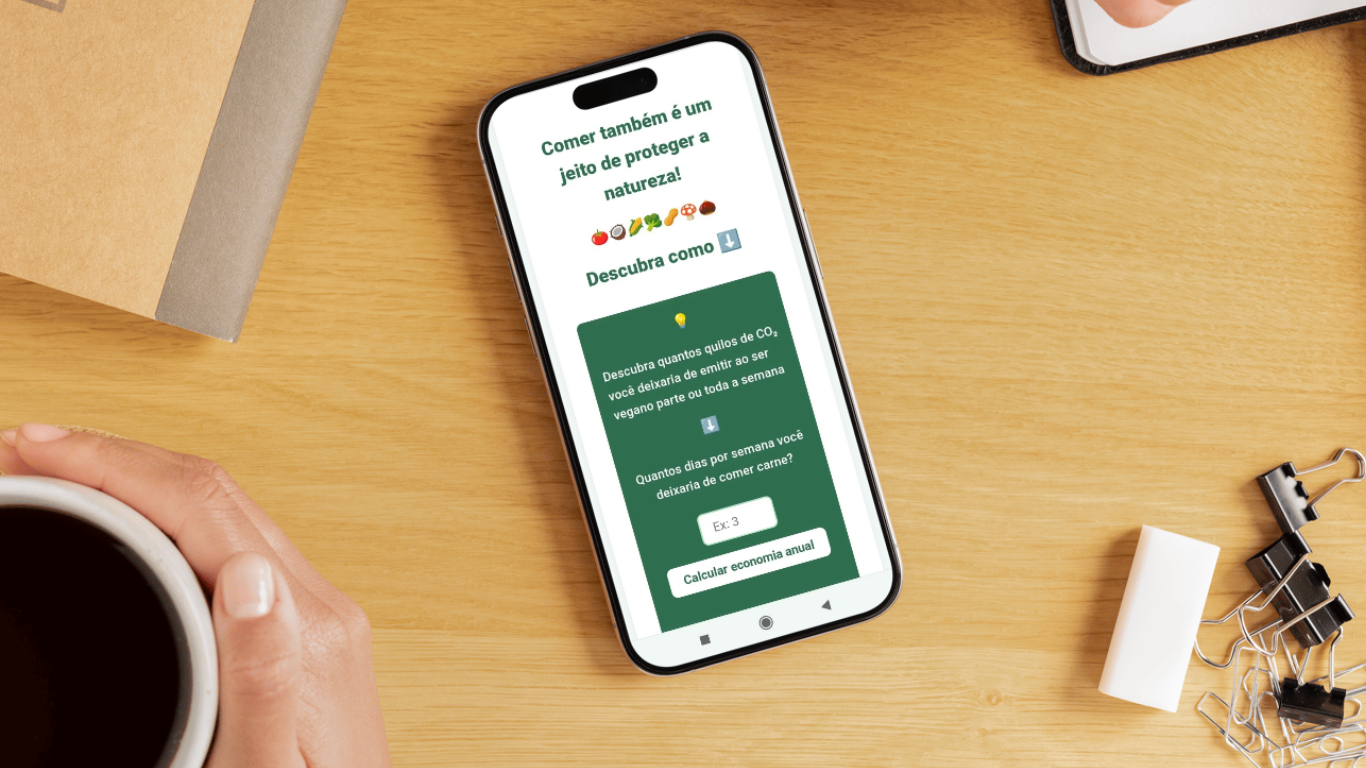 Comer também é um
jeito de proteger a
natureza!
🍅🥥🌽🥦🥜🍄🌰
Descubra como ⬇️
💡
Descubra quantos quilos de CO₂
você deixaria de emitir ao ser
vegano parte ou toda a semana
⬇️
Quantos dias por semana você
deixaria de comer carne?
Ex: 3
Calcular economia anual